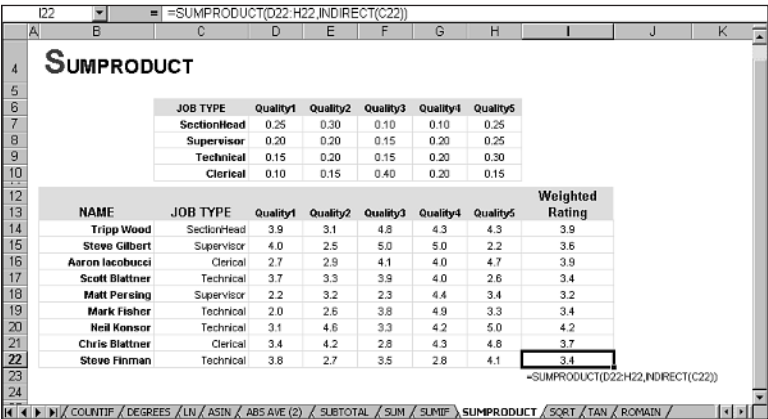 I22 = =SUMPRODUCT(D22:H22,INDIRECT(C22))
A B C D E F G H I J K
4 SUMPRODUCT
5
6 JOB TYPE Quality1 Quality2 Quality3 Quality4 Quality5
7 SectionHead 0.25 0.30 0.10 0.10 0.25
8 Supervisor 0.20 0.20 0.15 0.20 0.25
9 Technical 0.15 0.20 0.15 0.20 0.30
10 Clerical 0.10 0.15 0.40 0.20 0.15
12 Weighted
13 NAME JOB TYPE Quality1 Quality2 Quality3 Quality4 Quality5 Rating
14 Tripp Wood SectionHead 3.9 3.1 4.8 4.3 4.3 3.9
15 Steve Gilbert Supervisor 4.0 2.5 5.0 5.0 2.2 3.6
16 Aaron Iacobucci Clerical 2.7 2.9 4.1 4.0 4.7 3.9
17 Scott Blattner Technical 3.7 3.3 3.9 4.0 2.6 3.4
18 Matt Persing Supervisor 2.2 3.2 2.3 4.4 3.4 3.2
19 Mark Fisher Technical 2.0 2.6 3.8 4.9 3.3 3.4
20 Neil Konsor Technical 3.1 4.6 3.3 4.2 5.0 4.2
21 Chris Blattner Clerical 3.4 4.2 2.8 4.3 4.8 3.7
22 Steve Finman Technical 3.8 2.7 3.5 2.8 4.1 3.4
23 =SUMPRODUCT(D22:H22,INDIRECT(C22))
24
COUNTIF / DEGREES / LN / ASIN / ABS AVE (2) / SUBTOTAL / SUM / SUMIF \ SUMPRODUCT / SQRT / TAN / ROMAIN /